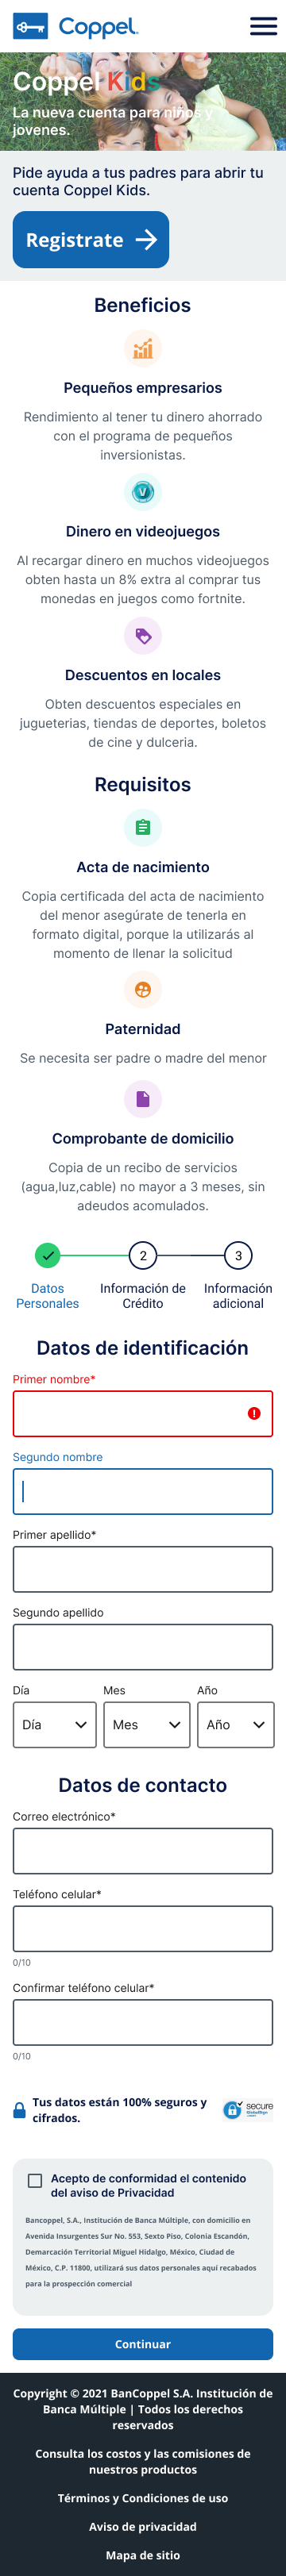 Coppel.
Coppel Kids
La nueva cuenta para niños y
jovenes.
Pide ayuda a tus padres para abrir tu
cuenta Coppel Kids.
Registrate
Beneficios
Pequeños empresarios
Rendimiento al tener tu dinero ahorrado
con el programa de pequeños
inversionistas.
V
Dinero en videojuegos
Al recargar dinero en muchos videojuegos
obten hasta un 8% extra al comprar tus
monedas en juegos como fortnite.
Descuentos en locales
Obten descuentos especiales en
jugueterias, tiendas de deportes, boletos
de cine y dulceria.
Requisitos
Acta de nacimiento
Copia certificada del acta de nacimiento
del menor asegúrate de tenerla en
formato digital, porque la utilizarás al
momento de llenar la solicitud
Paternidad
Se necesita ser padre o madre del menor
Comprobante de domicilio
Copia de un recibo de servicios
(agua,luz,cable) no mayor a 3 meses, sin
adeudos acomulados.
2
3
Datos
Personales
Información de
Crédito
Información
adicional
Datos de identificación
Primer nombre*
Segundo nombre
Primer apellido*
Segundo apellido
Día
Mes
Año
Día
Mes
Año
Datos de contacto
Correo electrónico*
Teléfono celular*
0/10
Confirmar teléfono celular*
0/10
Tus datos están 100% seguros y
cifrados.
secure
GlobalSign
Acepto de conformidad el contenido
del aviso de Privacidad
Bancoppel, S.A., Institución de Banca Múltiple, con domicilio en
Avenida Insurgentes Sur No. 553, Sexto Piso, Colonia Escandón,
Demarcación Territorial Miguel Hidalgo, México, Ciudad de
México, C.P. 11800, utilizará sus datos personales aquí recabados
para la prospección comercial
Continuar
Copyright © 2021 BanCoppel S.A. Institución de
Banca Múltiple | Todos los derechos
reservados
Consulta los costos y las comisiones de
nuestros productos
Términos y Condiciones de uso
Aviso de privacidad
Mapa de sitio